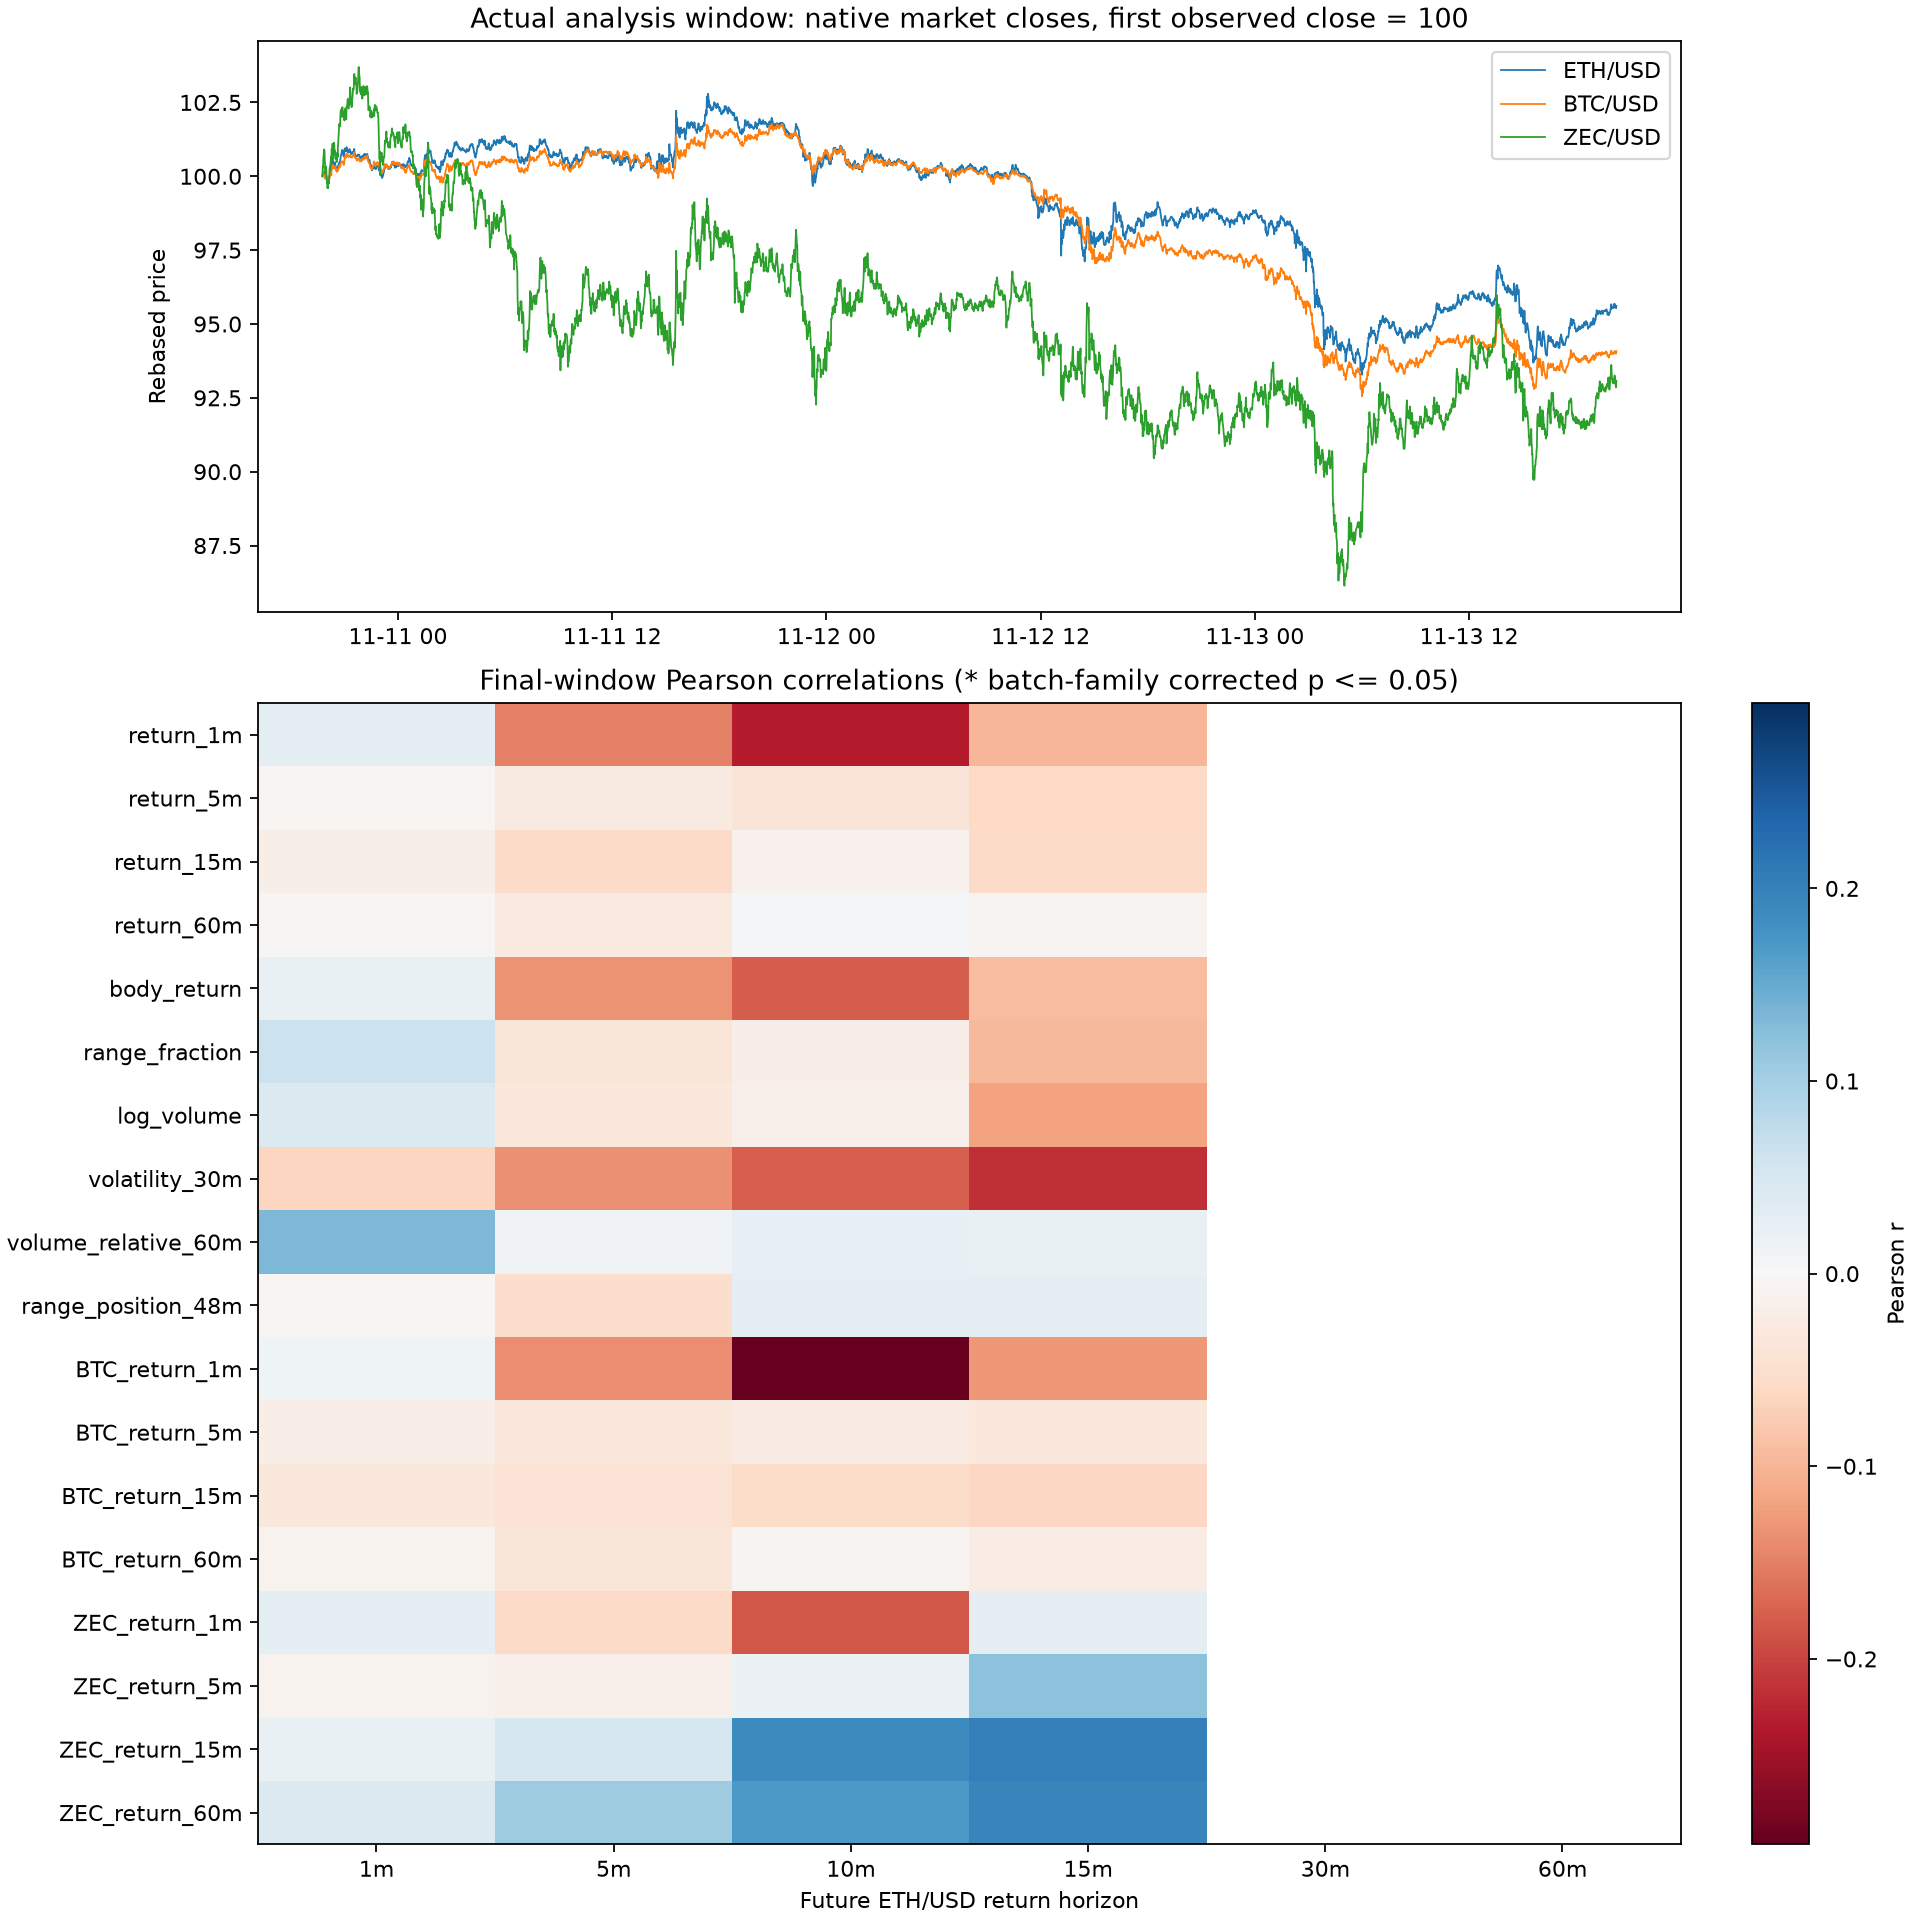 Actual analysis window: native market closes, first observed close = 100
ETH/USD
BTC/USD
ZEC/USD
102.5
100.0
97.5
95.0
92.5
90.0
87.5
Rebased price
11-11 00
11-11 12
11-12 00
11-12 12
11-13 00
11-13 12
Final-window Pearson correlations (* batch-family corrected p <= 0.05)
return_1m
return_5m
return_15m
return_60m
body_return
range_fraction
log_volume
volatility_30m
volume_relative_60m
range_position_48m
BTC_return_1m
BTC_return_5m
BTC_return_15m
BTC_return_60m
ZEC_return_1m
ZEC_return_5m
ZEC_return_15m
ZEC_return_60m
1m
5m
10m
15m
30m
60m
Future ETH/USD return horizon
0.2
0.1
0.0
−0.1
−0.2
Pearson r